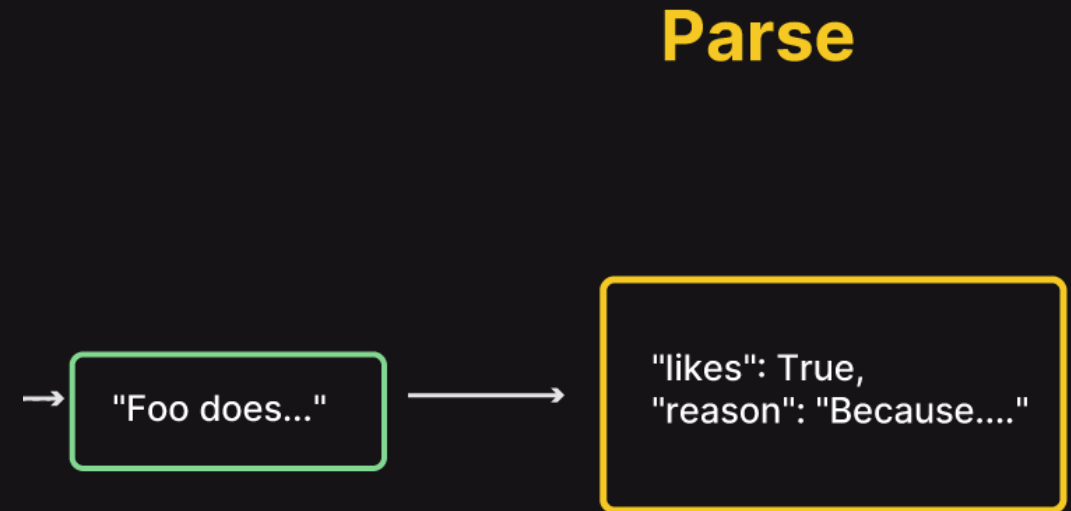 Parse
"Foo does..."
"likes": True,
"reason": "Because...."